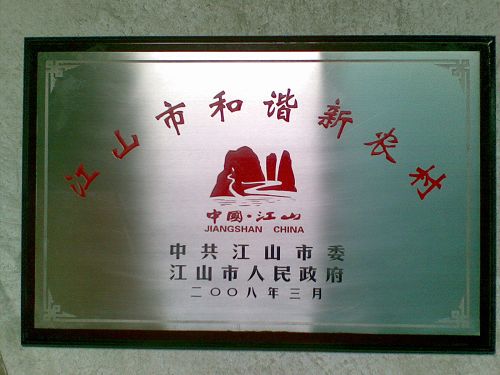 江山市和谐新农村
中國·江山
JIANGSHAN CHINA
中共江山市委
江山市人民政府
二〇〇八年三月